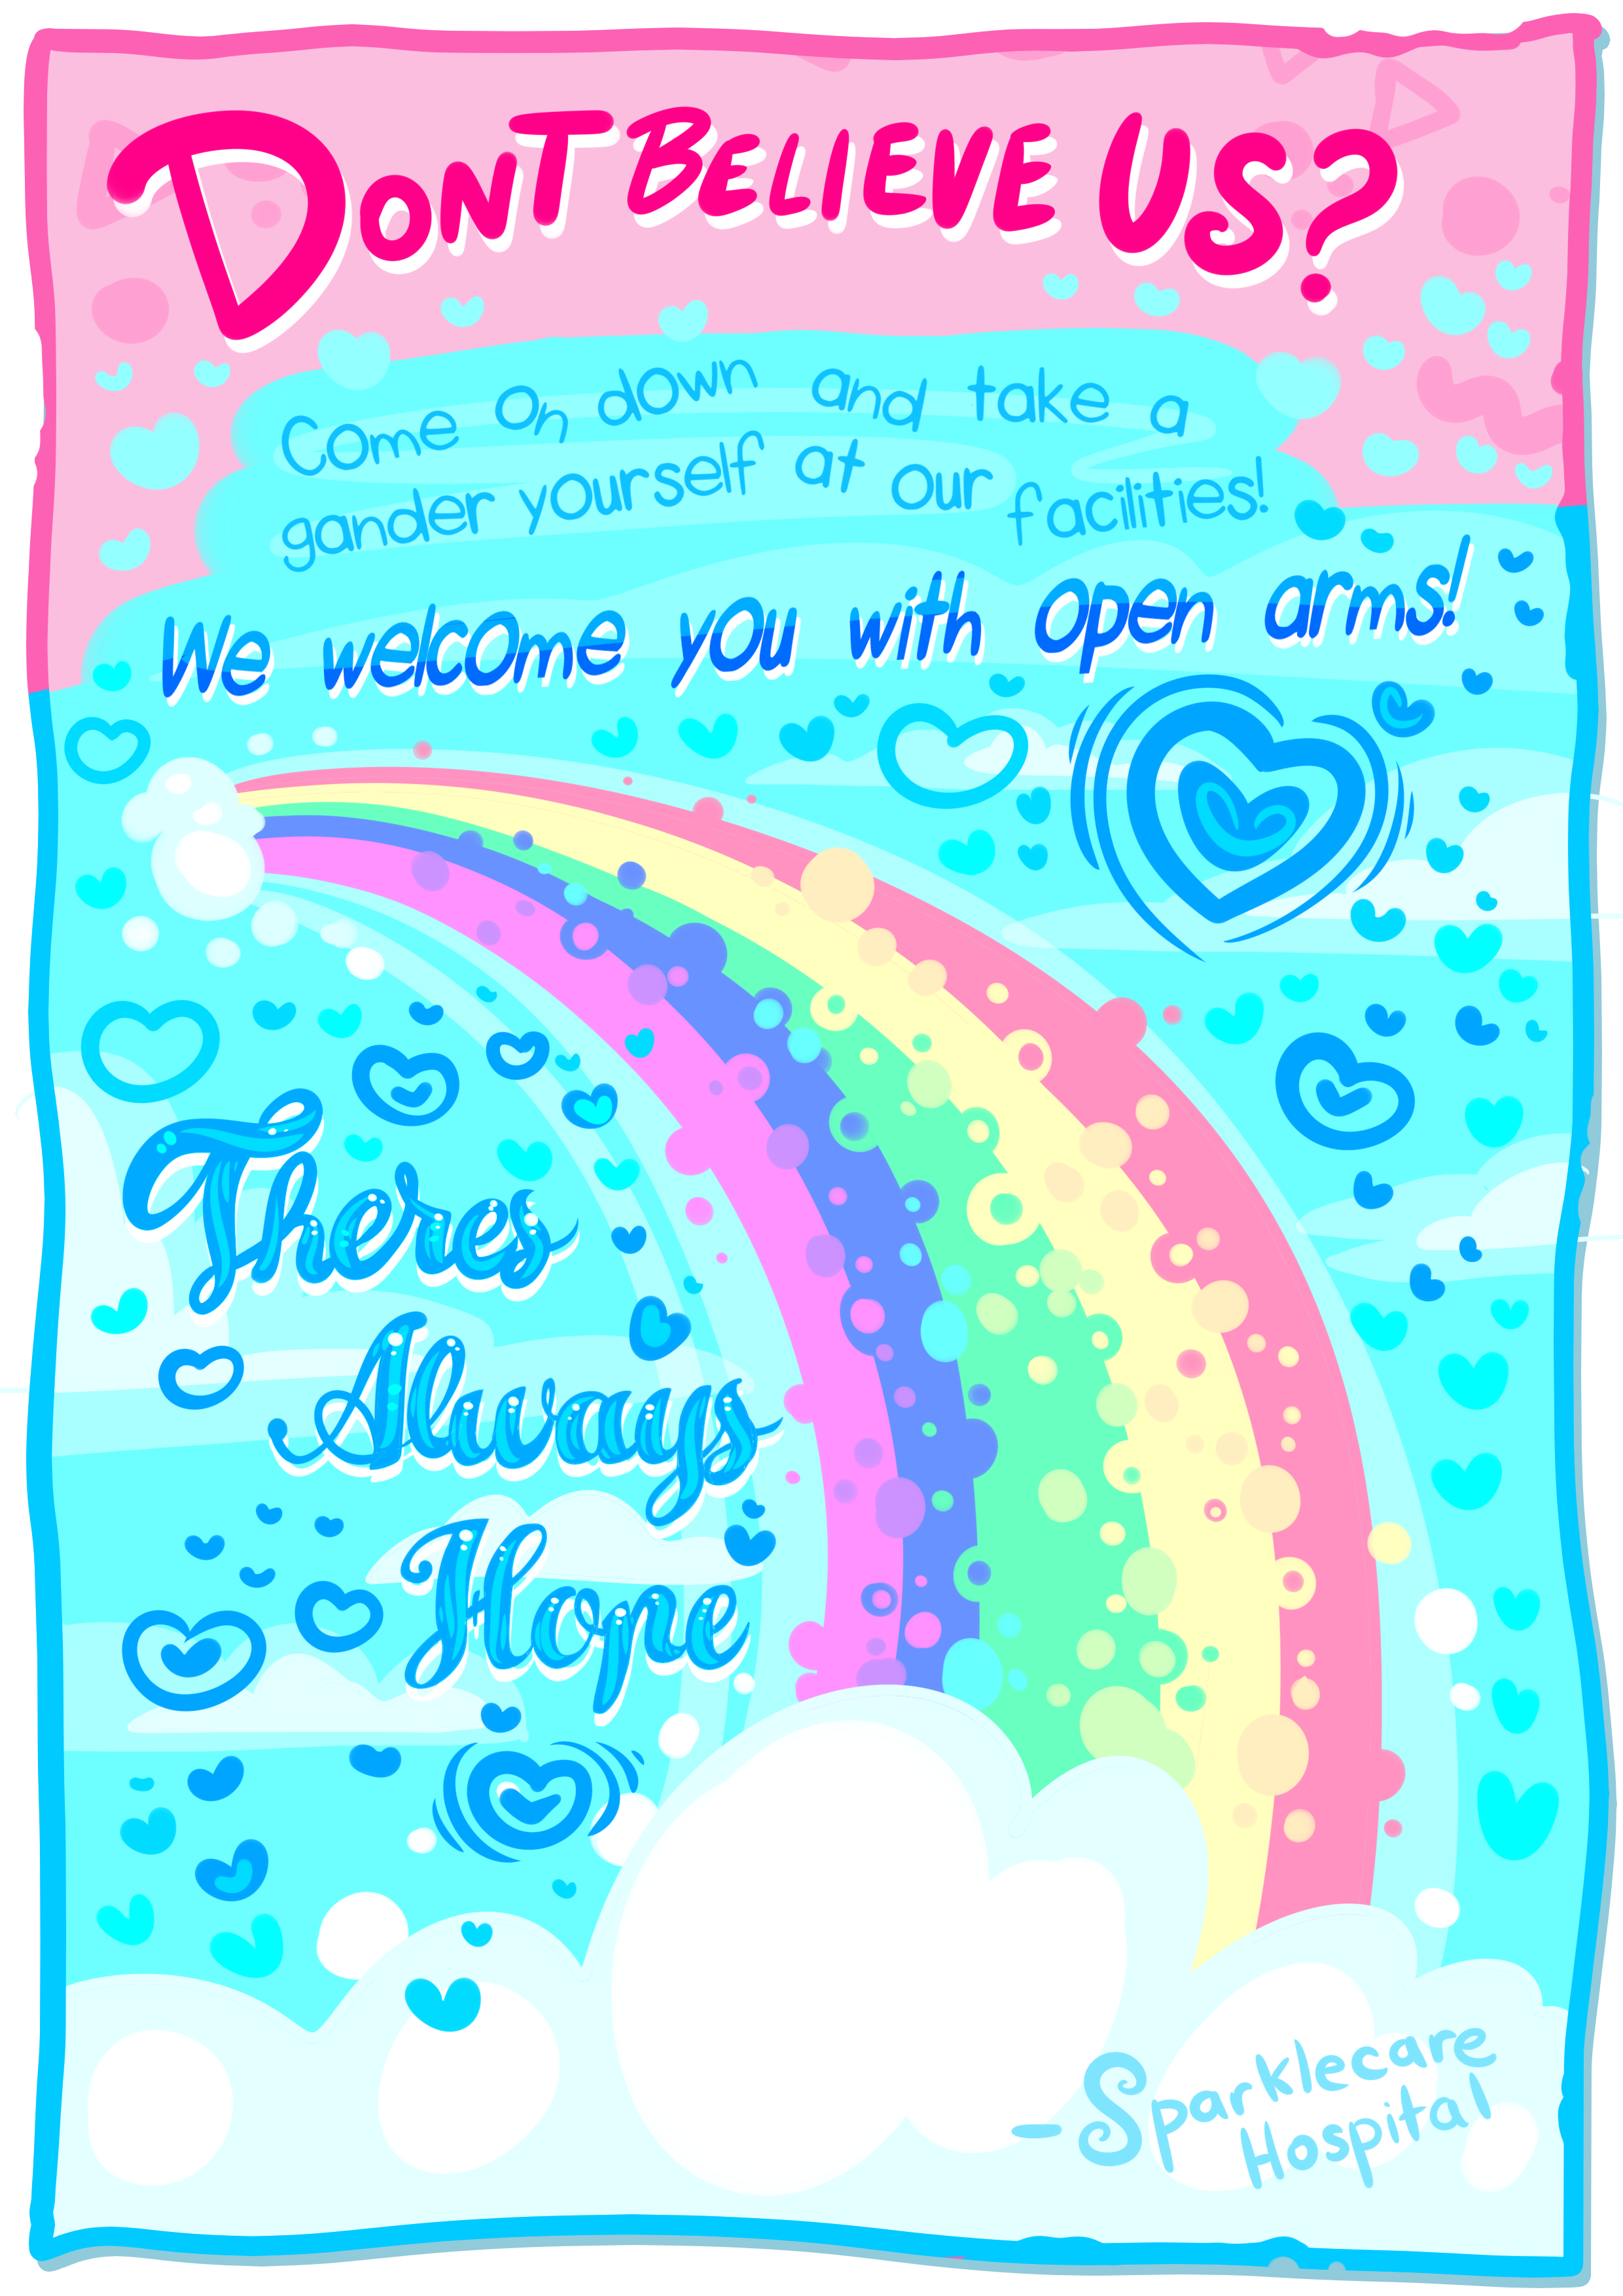 DONT BELIEVE US?
Come on down and take a
gander yourself at our facilities!
We welcome you with open arms!
Theres
Always
Hope
-Sparklecare
Hospital